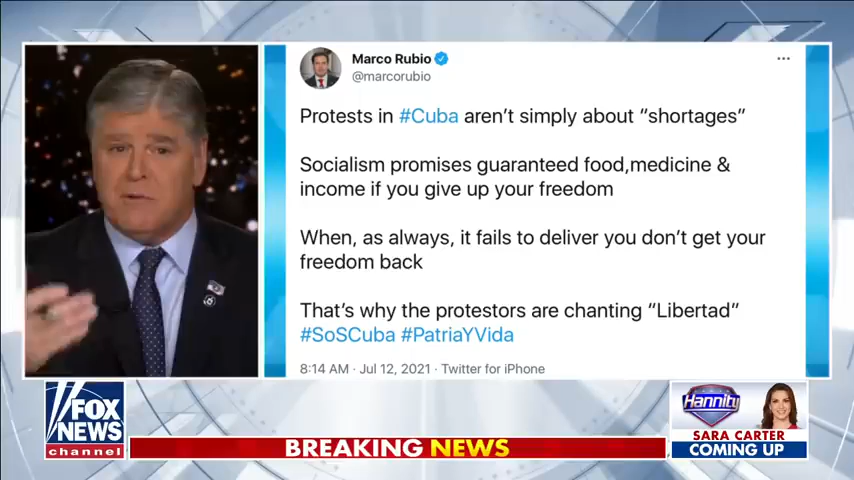 Marco Rubio
@marcorubio
Protests in #Cuba aren't simply about "shortages"
Socialism promises guaranteed food,medicine &
income if you give up your freedom
When, as always, it fails to deliver you don't get your
freedom back
That's why the protestors are chanting "Libertad"
#SoSCuba #PatriaYVida
8:14 AM · Jul 12, 2021 · Twitter for iPhone
FOX
NEWS
channel
BREAKING NEWS
Hannity
SARA CARTER
COMING UP